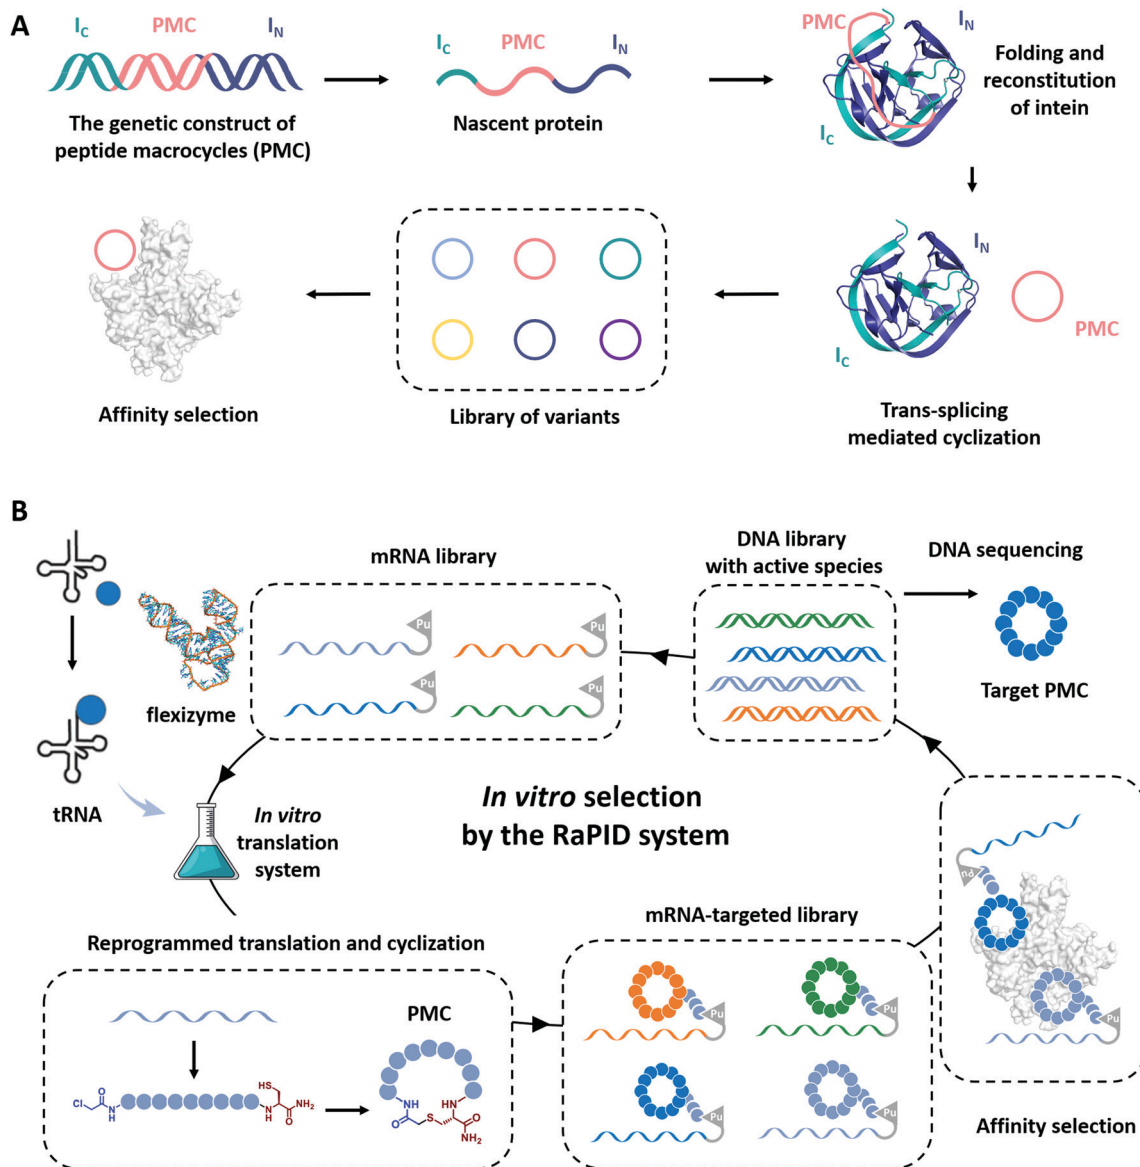 A
I_C PMC I_N
The genetic construct of
peptide macrocycles (PMC)
I_C PMC I_N
Nascent protein
PMC I_N
I_C
Folding and
reconstitution
of intein
Affinity selection
Library of variants
I_N
I_C
PMC
Trans-splicing
mediated cyclization
B
flexizyme
tRNA
mRNA library
Pu
Pu
Pu
Pu
DNA library
with active species
DNA sequencing
Target PMC
In vitro
translation
system
In vitro selection
by the RaPID system
Reprogrammed translation and cyclization
PMC
Cl O N H
HS N H O NH2
NH O S HN O NH2
mRNA-targeted library
Pu
Pu
Pu
Pu
Pu
Pu
Affinity selection